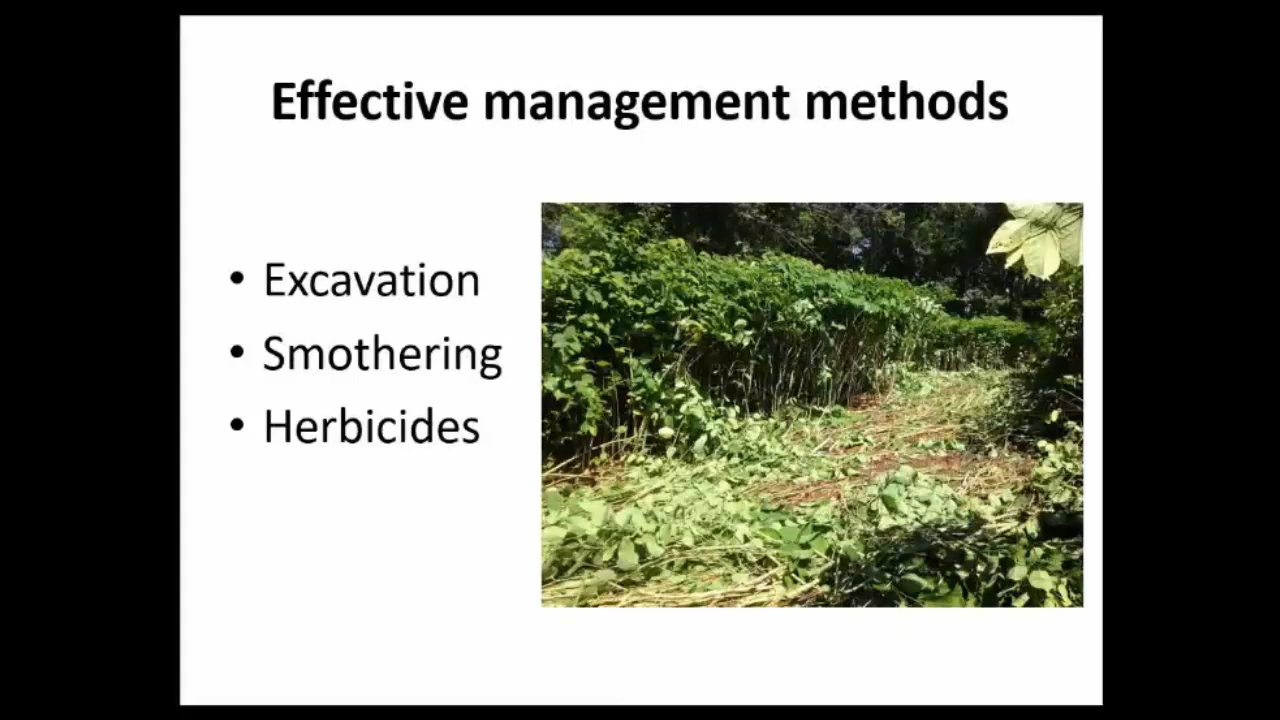 Effective management methods
• Excavation
• Smothering
• Herbicides